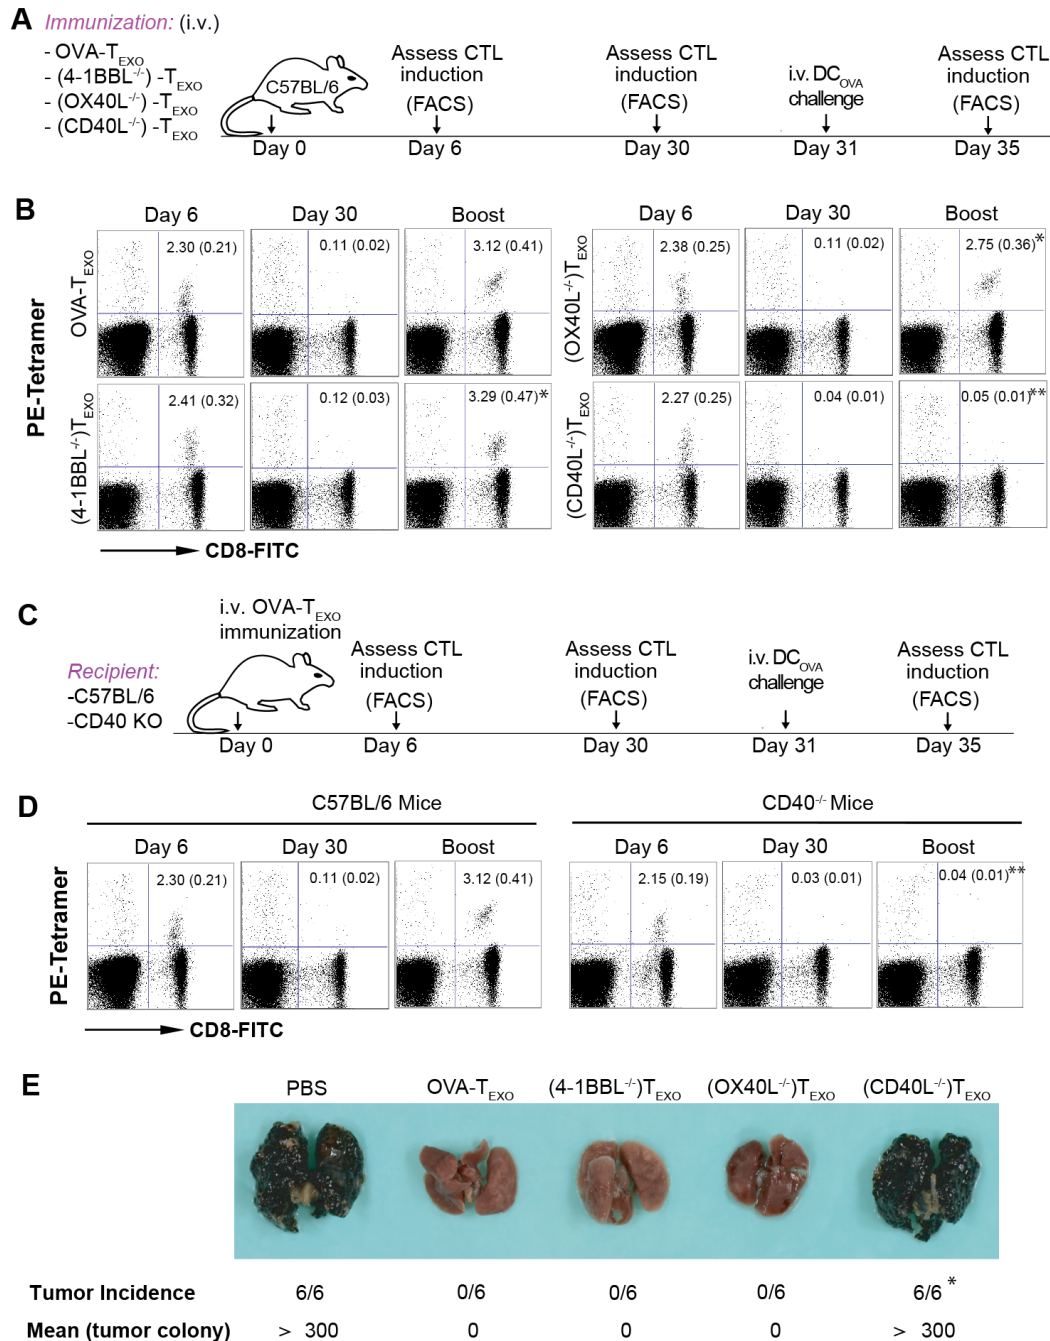 A
Immunization: (i.v.)
- OVA-TEXO
- (4-1BBL-/-) -TEXO
- (OX40L-/-) -TEXO
- (CD40L-/-) -TEXO
C57BL/6
Assess CTL
induction
(FACS)
Assess CTL
induction
(FACS)
i.v. DCOVA
challenge
Assess CTL
induction
(FACS)
Day 0
Day 6
Day 30
Day 31
Day 35
B
Day 6
Day 30
Boost
Day 6
Day 30
Boost
PE-Tetramer
OVA-TEXO
2.30 (0.21)
0.11 (0.02)
3.12 (0.41)
(OX40L-/-)TEXO
2.38 (0.25)
0.11 (0.02)
2.75 (0.36)*
(4-1BBL-/-)TEXO
2.41 (0.32)
0.12 (0.03)
3.29 (0.47)*
(CD40L-/-)TEXO
2.27 (0.25)
0.04 (0.01)
0.05 (0.01)**
CD8-FITC
C
i.v. OVA-TEXO
immunization
Recipient:
-C57BL/6
-CD40 KO
Assess CTL
induction
(FACS)
Assess CTL
induction
(FACS)
i.v. DCOVA
challenge
Assess CTL
induction
(FACS)
Day 0
Day 6
Day 30
Day 31
Day 35
D
C57BL/6 Mice
CD40-/- Mice
Day 6
Day 30
Boost
Day 6
Day 30
Boost
PE-Tetramer
2.30 (0.21)
0.11 (0.02)
3.12 (0.41)
2.15 (0.19)
0.03 (0.01)
0.04 (0.01)**
CD8-FITC
E
PBS
OVA-TEXO
(4-1BBL-/-)TEXO
(OX40L-/-)TEXO
(CD40L-/-)TEXO
Tumor Incidence 6/6 0/6 0/6 0/6 6/6 *
Mean (tumor colony) > 300 0 0 0 > 300